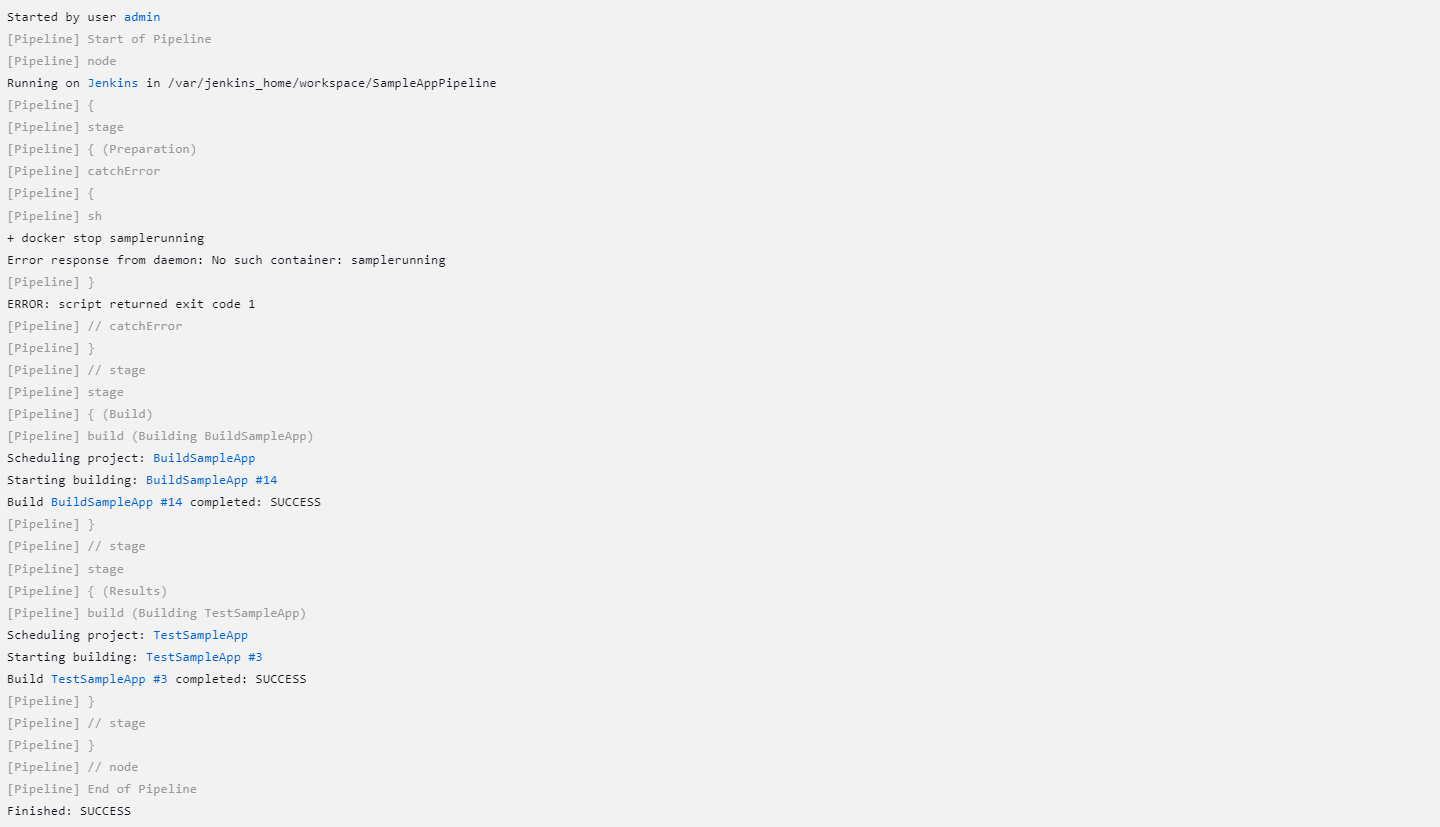 Started by user admin
[Pipeline] Start of Pipeline
[Pipeline] node
Running on Jenkins in /var/jenkins_home/workspace/SampleAppPipeline
[Pipeline] {
[Pipeline] stage
[Pipeline] { (Preparation)
[Pipeline] catchError
[Pipeline] {
[Pipeline] sh
+ docker stop samplerunning
Error response from daemon: No such container: samplerunning
[Pipeline] }
ERROR: script returned exit code 1
[Pipeline] // catchError
[Pipeline] }
[Pipeline] // stage
[Pipeline] stage
[Pipeline] { (Build)
[Pipeline] build (Building BuildSampleApp)
Scheduling project: BuildSampleApp
Starting building: BuildSampleApp #14
Build BuildSampleApp #14 completed: SUCCESS
[Pipeline] }
[Pipeline] // stage
[Pipeline] stage
[Pipeline] { (Results)
[Pipeline] build (Building TestSampleApp)
Scheduling project: TestSampleApp
Starting building: TestSampleApp #3
Build TestSampleApp #3 completed: SUCCESS
[Pipeline] }
[Pipeline] // stage
[Pipeline] }
[Pipeline] // node
[Pipeline] End of Pipeline
Finished: SUCCESS